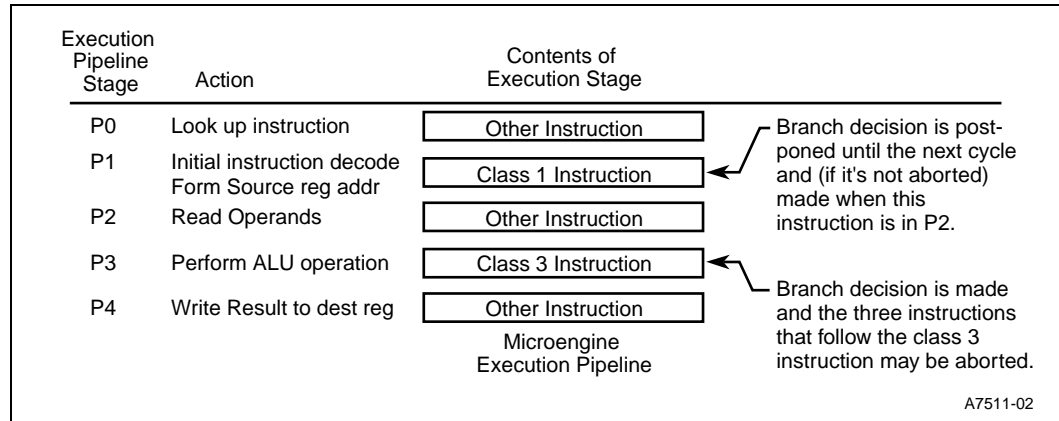 Execution
Pipeline
Stage
Action
Contents of
Execution Stage
P0
Look up instruction
Other Instruction
P1
Initial instruction decode
Form Source reg addr
Class 1 Instruction
P2
Read Operands
Other Instruction
P3
Perform ALU operation
Class 3 Instruction
P4
Write Result to dest reg
Other Instruction
Microengine
Execution Pipeline
Branch decision is post-
poned until the next cycle
and (if it's not aborted)
made when this
instruction is in P2.
Branch decision is made
and the three instructions
that follow the class 3
instruction may be aborted.
A7511-02